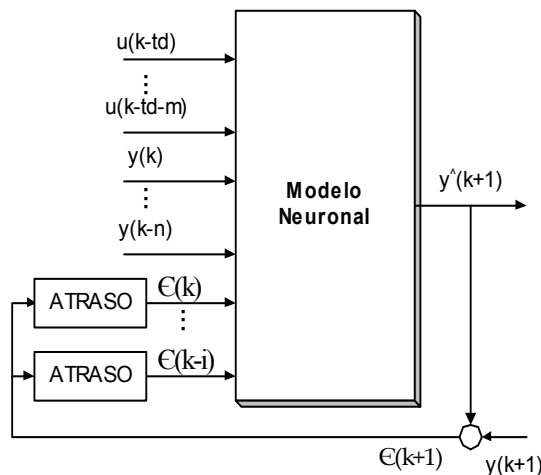 u(k-td)
⋮
u(k-td-m)
y(k)
⋮
y(k-n)
Modelo
Neuronal
y^(k+1)
ATRASO
Є(k)
⋮
ATRASO
Є(k-i)
Є(k+1)
y(k+1)